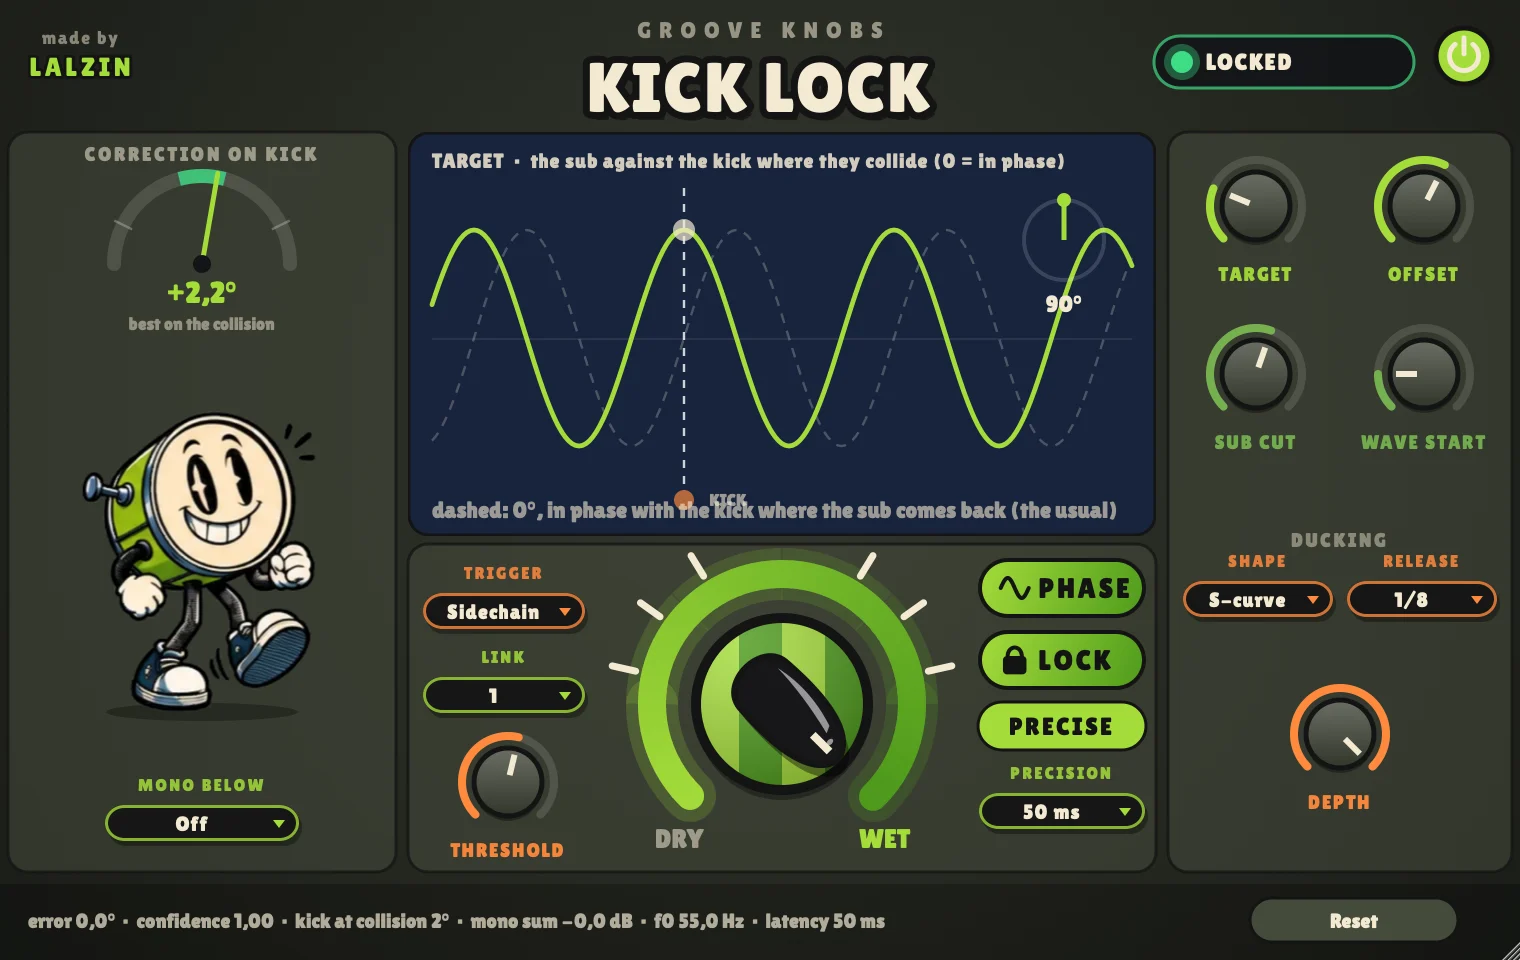 made by
LALZIN
GROOVE KNOBS
KICK LOCK
LOCKED
CORRECTION ON KICK
+2,2°
best on the collision
MONO BELOW
Off
TARGET · the sub against the kick where they collide (0 = in phase)
90°
KICK
dashed: 0°, in phase with the kick where the sub comes back (the usual)
TRIGGER
Sidechain
LINK
1
THRESHOLD
DRY
WET
PHASE
LOCK
PRECISE
PRECISION
50 ms
TARGET
OFFSET
SUB CUT
WAVE START
DUCKING
SHAPE
RELEASE
S-curve
1/8
DEPTH
error 0,0° · confidence 1,00 · kick at collision 2° · mono sum -0,0 dB · f0 55,0 Hz · latency 50 ms
Reset